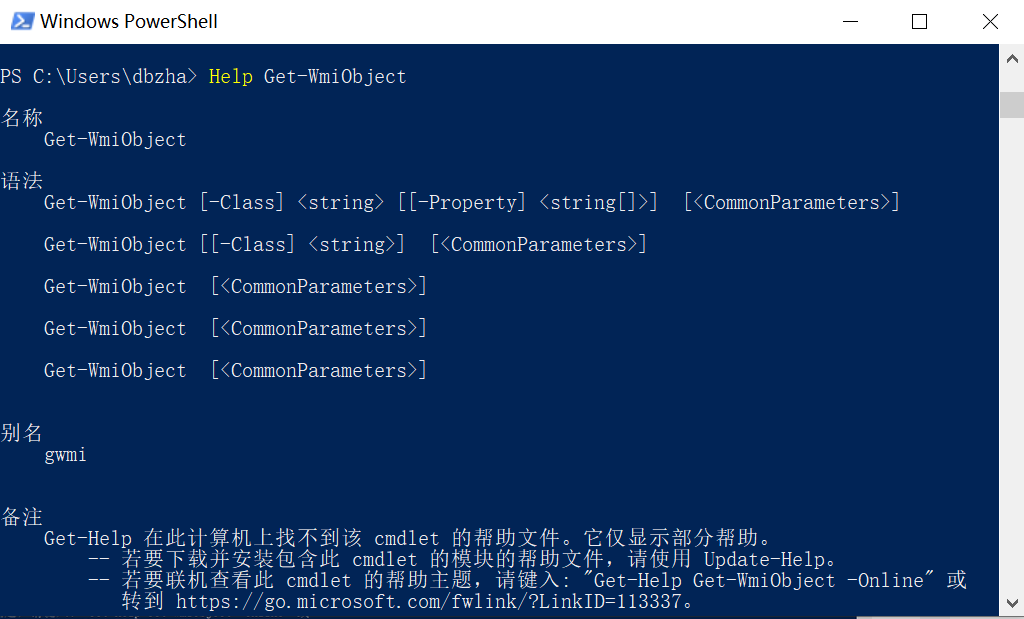 Windows PowerShell
PS C:\Users\dbzha> Help Get-WmiObject
名称
Get-WmiObject
语法
Get-WmiObject [-Class] <string> [[-Property] <string[]>]  [<CommonParameters>]
Get-WmiObject [[-Class] <string>]  [<CommonParameters>]
Get-WmiObject  [<CommonParameters>]
Get-WmiObject  [<CommonParameters>]
Get-WmiObject  [<CommonParameters>]
别名
gwmi
备注
Get-Help 在此计算机上找不到该 cmdlet 的帮助文件。它仅显示部分帮助。
-- 若要下载并安装包含此 cmdlet 的模块的帮助文件，请使用 Update-Help。
-- 若要联机查看此 cmdlet 的帮助主题，请键入: "Get-Help Get-WmiObject -Online" 或
转到 https://go.microsoft.com/fwlink/?LinkID=113337。